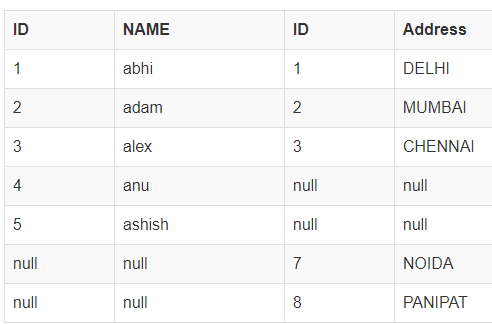 ID NAME ID Address
1 abhi 1 DELHI
2 adam 2 MUMBAI
3 alex 3 CHENNAI
4 anu null null
5 ashish null null
null null 7 NOIDA
null null 8 PANIPAT